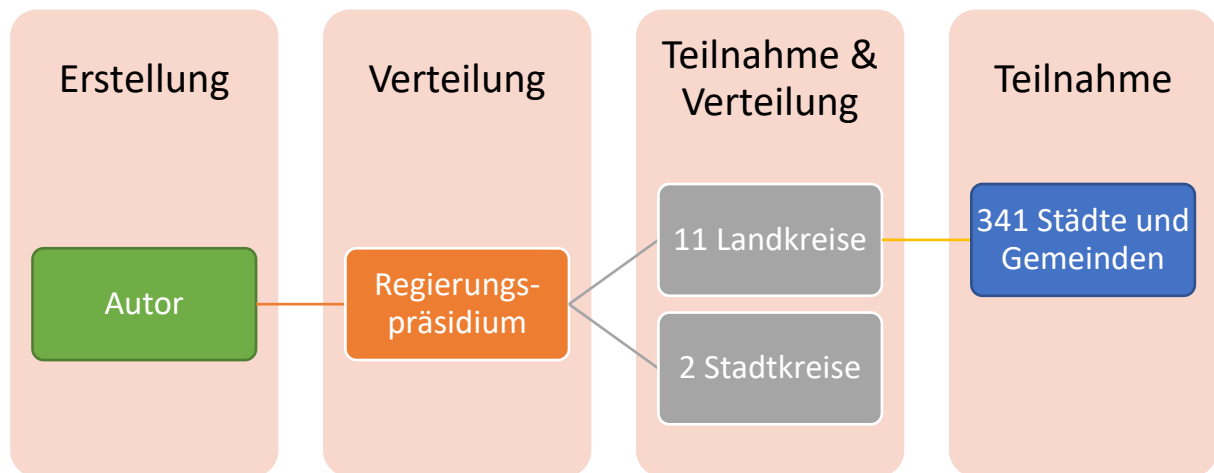 Erstellung
Verteilung
Teilnahme &
Verteilung
Teilnahme
Autor
Regierungs-
präsidium
11 Landkreise
2 Stadtkreise
341 Städte und
Gemeinden